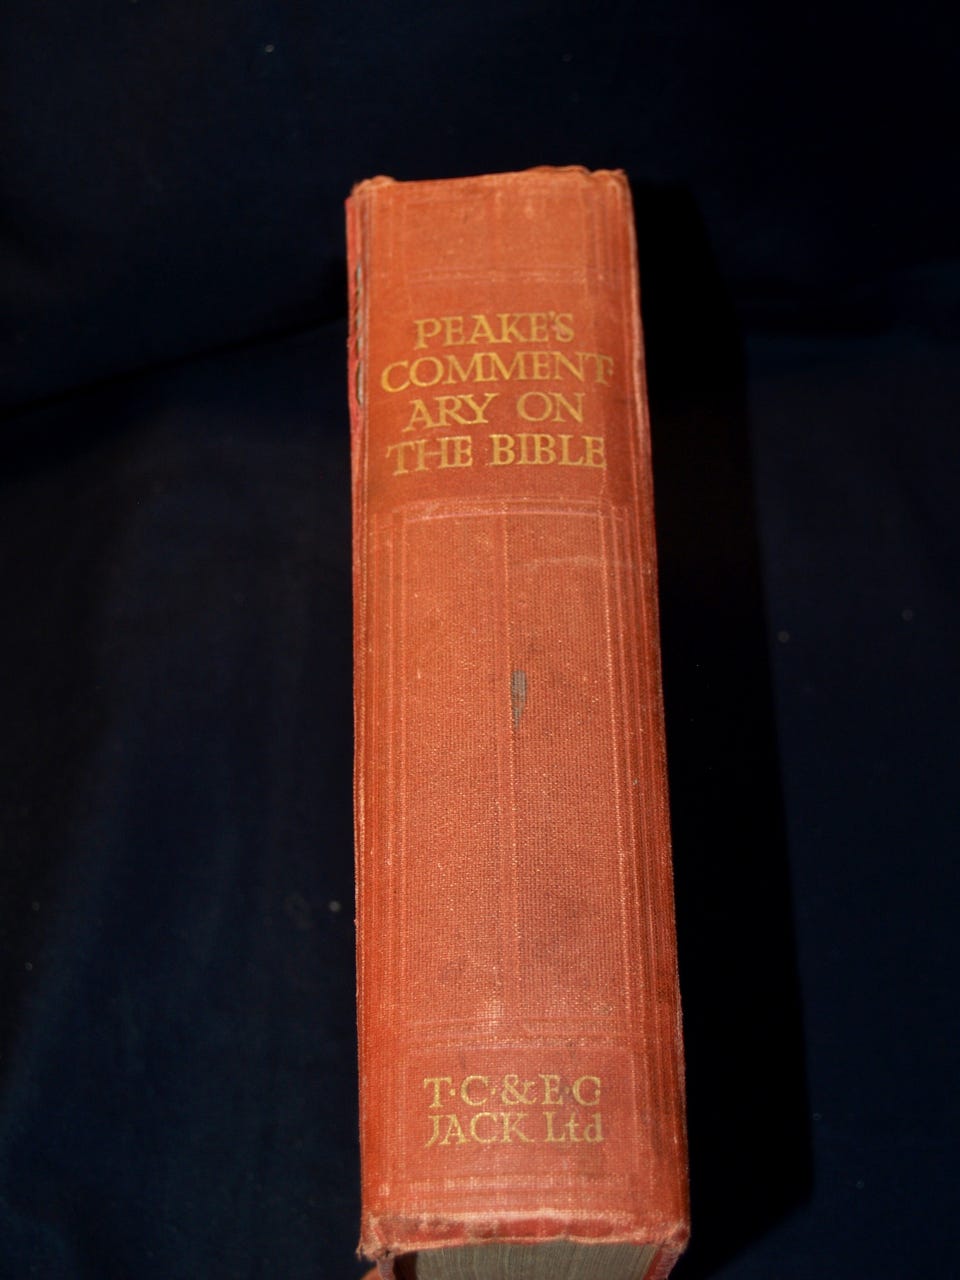 PEAKE'S
COMMENT
ARY ON
THE BIBLE
T·C·&E·C
JACK Ltd